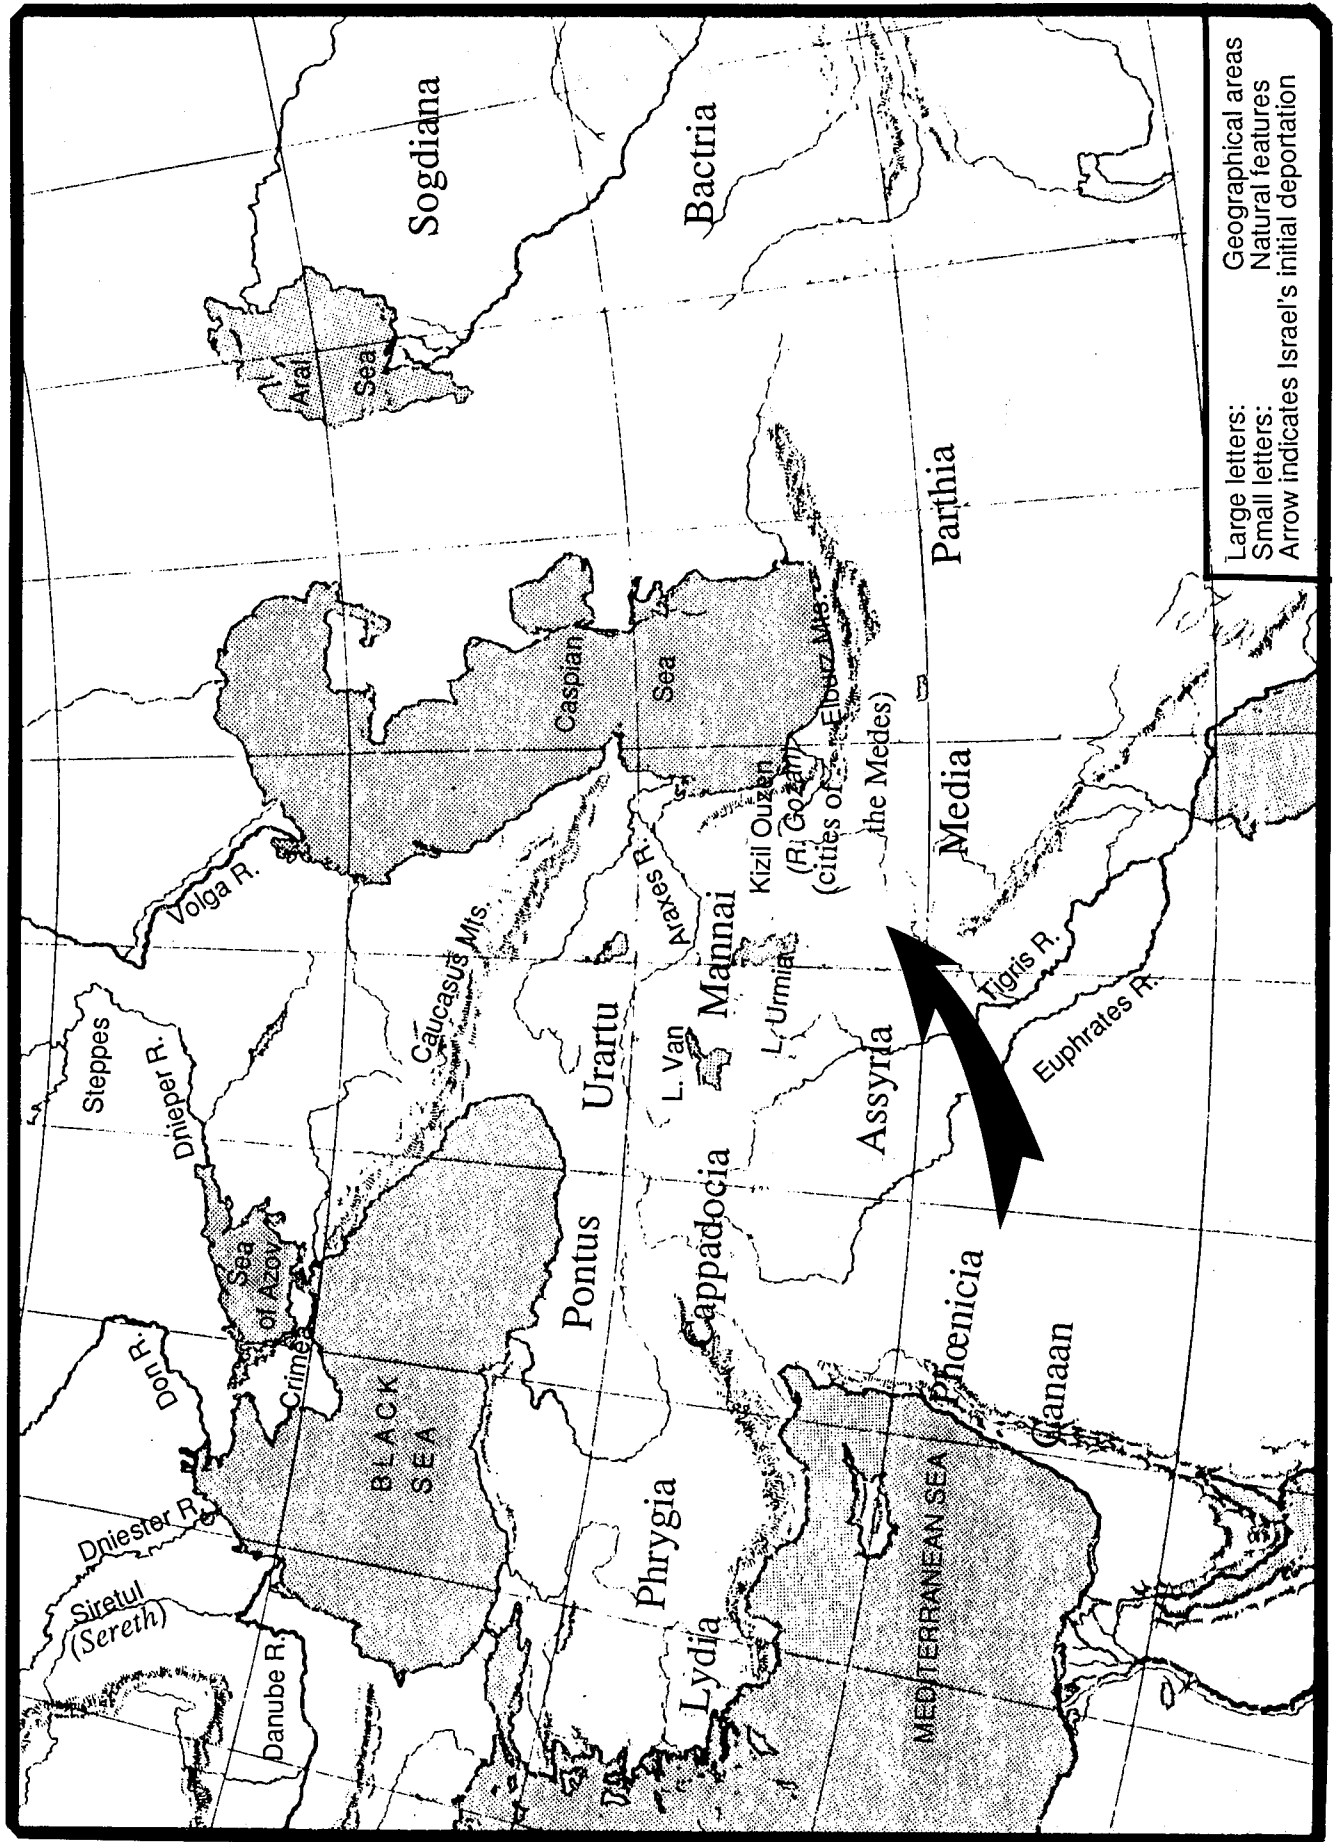 Siretul
(Sereth)
Dniester R.
Danube R.
Don R.
Dnieper R.
Steppes
Volga R.
Crimea
Sea
of Azov
BLACK
SEA
Caucasus Mts.
Caspian
Sea
Aral
Sea
Sogdiana
Bactria
Pontus
Urartu
Araxes R.
Phrygia
Lydia
Cappadocia
L. Van
Mannai
L. Urmia
Kizil Ouzen
(R. Gozan)
(cities of
the Medes)
Elburz Mts.
Assyria
Media
Parthia
MEDITERRANEAN SEA
Phœnicia
Canaan
Tigris R.
Euphrates R.
Large letters: Geographical areas
Small letters: Natural features
Arrow indicates Israel's initial deportation